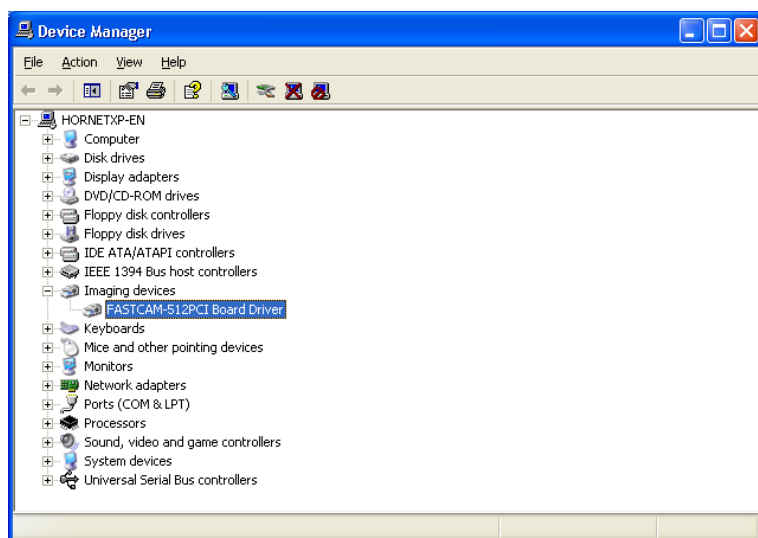 Device Manager
File Action View Help
HORNETXP-EN
Computer
Disk drives
Display adapters
DVD/CD-ROM drives
Floppy disk controllers
Floppy disk drives
IDE ATA/ATAPI controllers
IEEE 1394 Bus host controllers
Imaging devices
FASTCAM-512PCI Board Driver
Keyboards
Mice and other pointing devices
Monitors
Network adapters
Ports (COM & LPT)
Processors
Sound, video and game controllers
System devices
Universal Serial Bus controllers